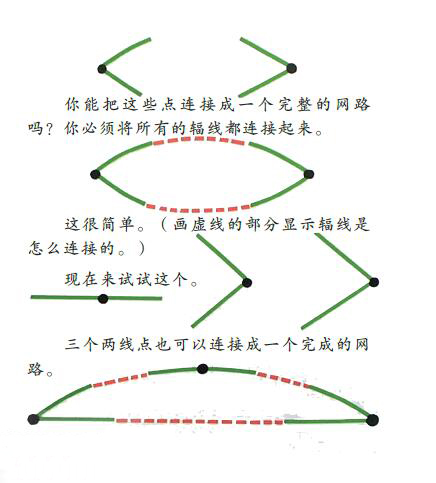 你能把这些点连接成一个完整的网路
吗？你必须将所有的辐线都连接起来。
这很简单。（画虚线的部分显示辐线是
怎么连接的。）
现在来试试这个。
三个两线点也可以连接成一个完成的网
路。